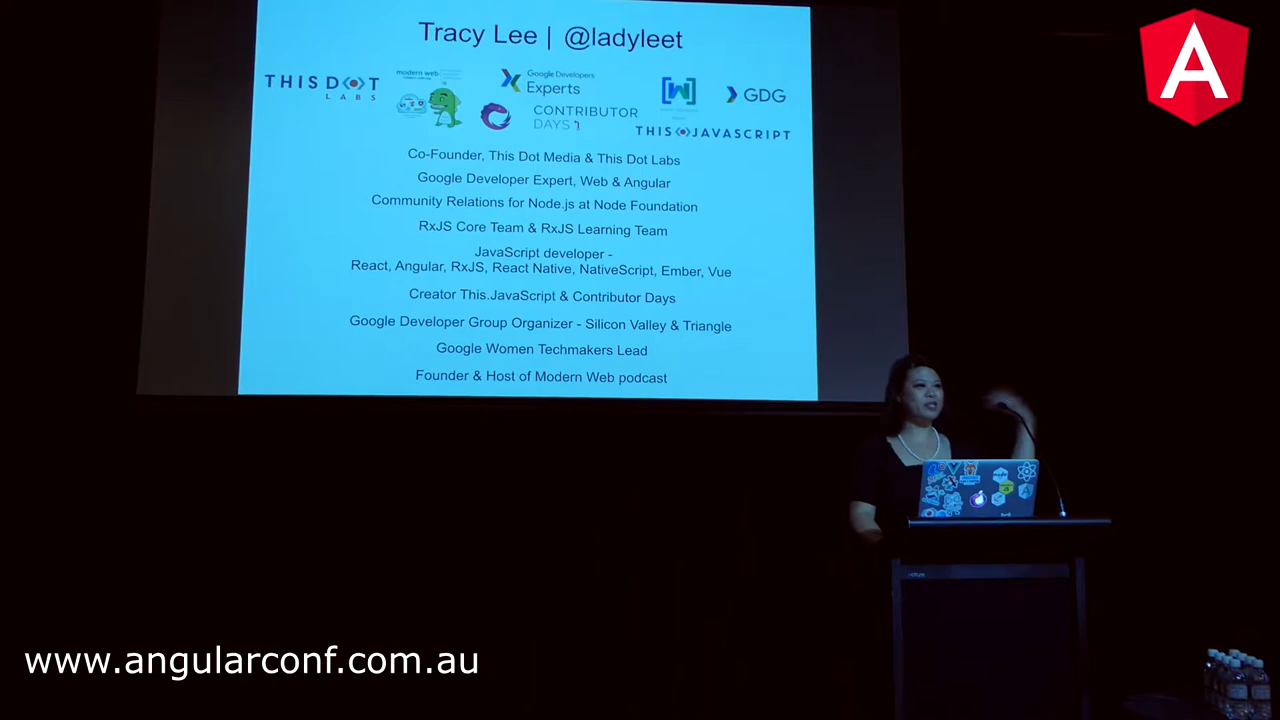 Tracy Lee | @ladyleet
THIS DOT
LABS
modern web
Google Developers
Experts
CONTRIBUTOR
DAYS
GDG
THIS JAVASCRIPT
Co-Founder, This Dot Media & This Dot Labs
Google Developer Expert, Web & Angular
Community Relations for Node.js at Node Foundation
RxJS Core Team & RxJS Learning Team
JavaScript developer -
React, Angular, RxJS, React Native, NativeScript, Ember, Vue
Creator This.JavaScript & Contributor Days
Google Developer Group Organizer - Silicon Valley & Triangle
Google Women Techmakers Lead
Founder & Host of Modern Web podcast
A
www.angularconf.com.au